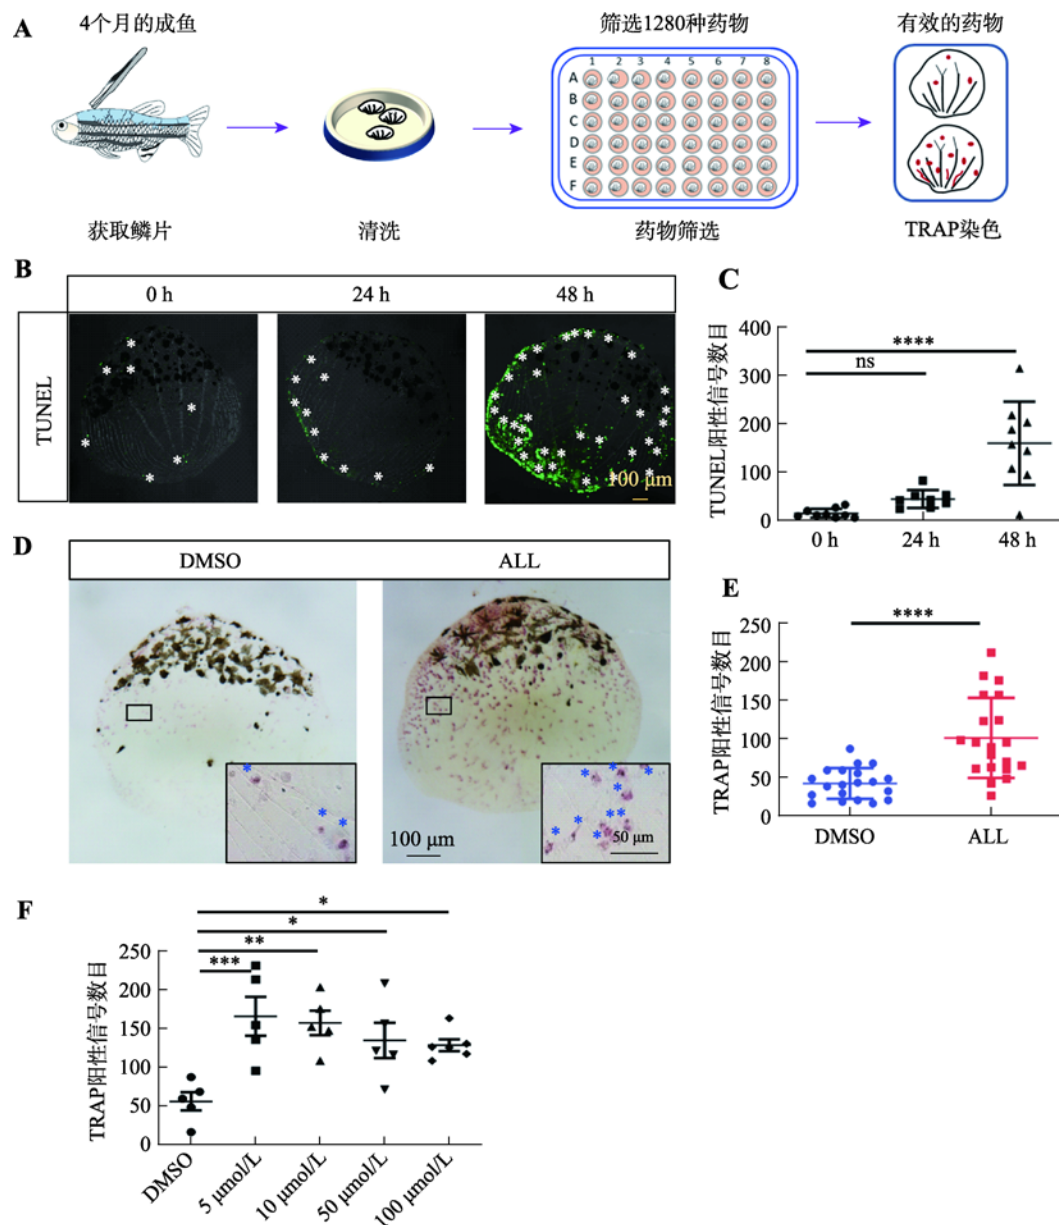 A
4个月的成鱼
筛选1280种药物
有效的药物
1 2 3 4 5 6 7 8
A
B
C
D
E
F
获取鳞片
清洗
药物筛选
TRAP染色
B
0 h
24 h
48 h
TUNEL
100 μm
C
TUNEL阳性信号数目
400
300
200
100
0
****
ns
0 h
24 h
48 h
D
DMSO
ALL
100 μm
50 μm
E
TRAP阳性信号数目
250
200
150
100
50
0
****
DMSO
ALL
F
TRAP阳性信号数目
250
200
150
100
50
0
*
*
**
***
DMSO
5 μmol/L
10 μmol/L
50 μmol/L
100 μmol/L